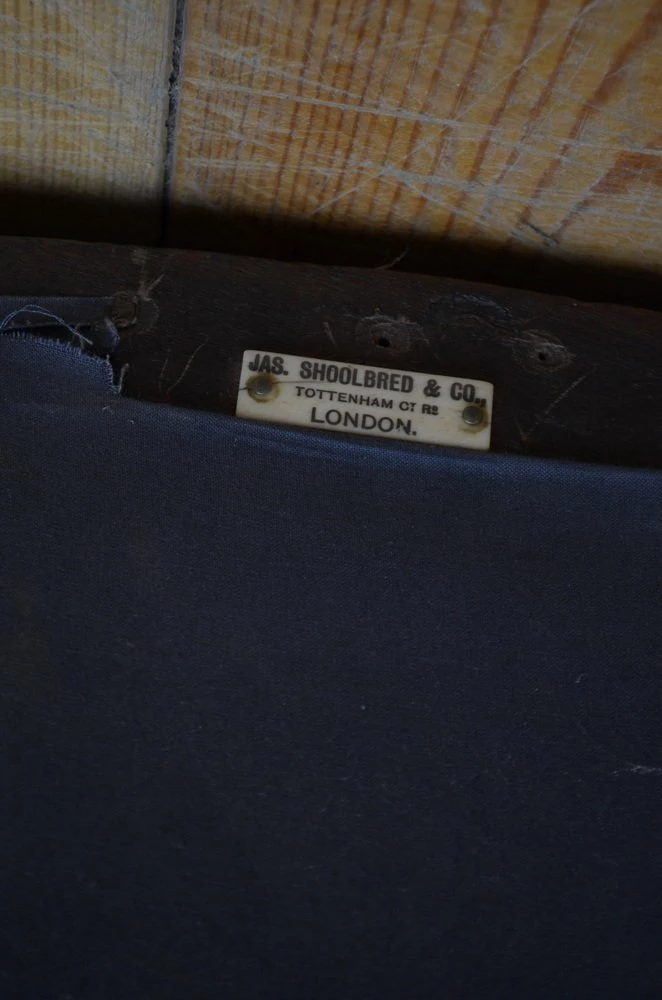 JAS. SHOOLBRED & CO.,
TOTTENHAM CT RD
LONDON.